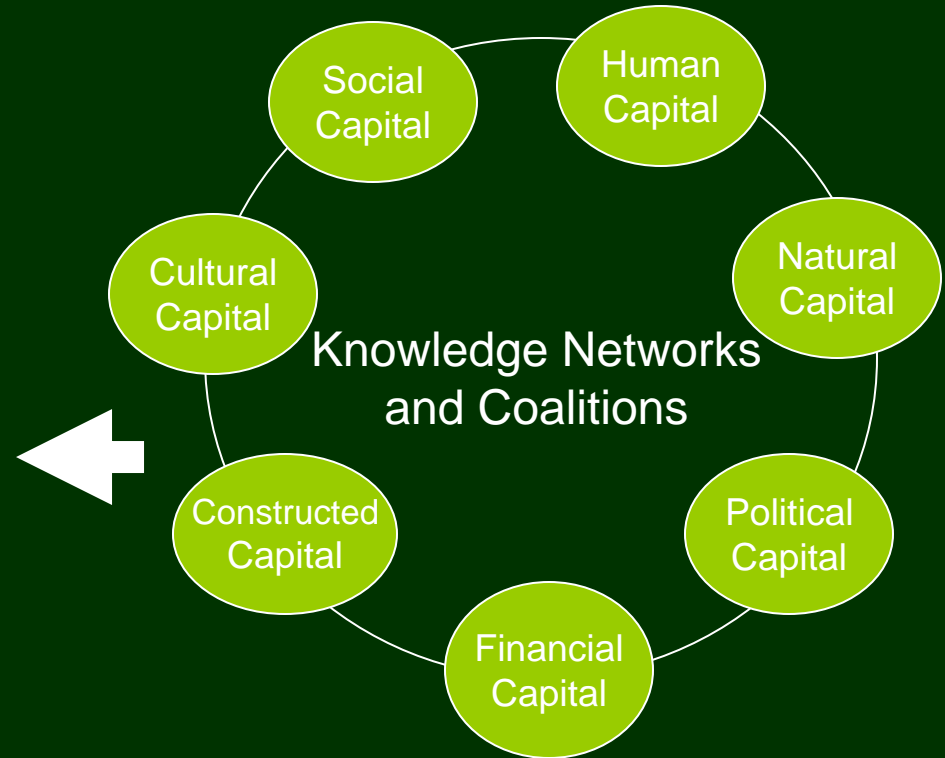 Social
Capital
Human
Capital
Cultural
Capital
Natural
Capital
Knowledge Networks
and Coalitions
Constructed
Capital
Political
Capital
Financial
Capital